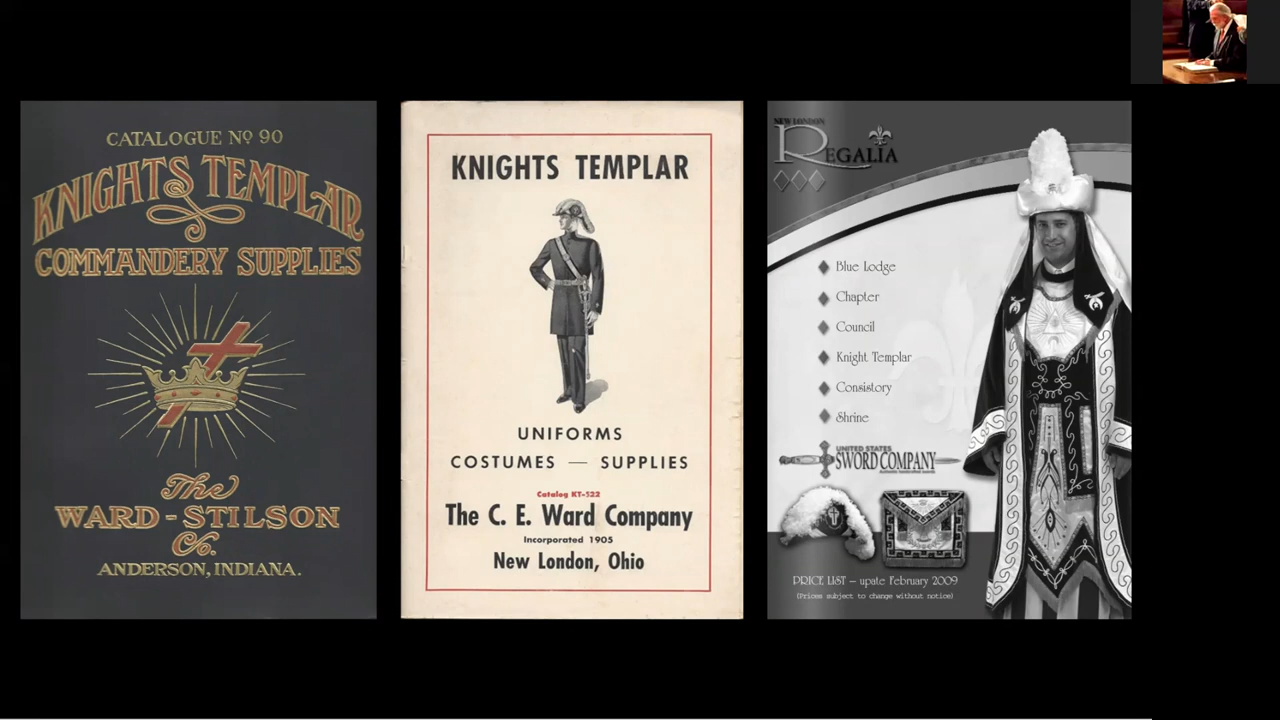 CATALOGUE Nº 90
KNIGHTS TEMPLAR
COMMANDERY SUPPLIES
The
WARD-STILSON
Co.
ANDERSON, INDIANA.
KNIGHTS TEMPLAR
UNIFORMS
COSTUMES — SUPPLIES
Catalog KT-522
The C. E. Ward Company
Incorporated 1905
New London, Ohio
NEW LONDON
REGALIA
Blue Lodge
Chapter
Council
Knight Templar
Consistory
Shrine
UNITED STATES
SWORD COMPANY
PRICE LIST – upate February 2009
(Prices subject to change without notice)